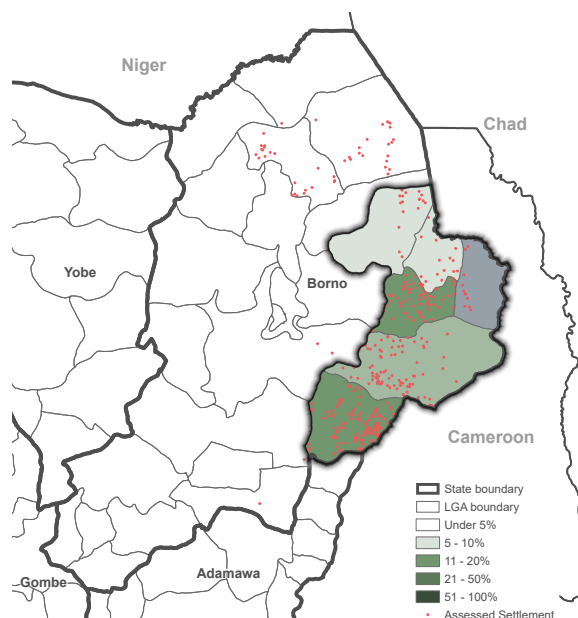 Niger
Chad
Yobe
Borno
Cameroon
State boundary
LGA boundary
Under 5%
5 - 10%
11 - 20%
21 - 50%
51 - 100%
Assessed Settlement
Gombe
Adamawa